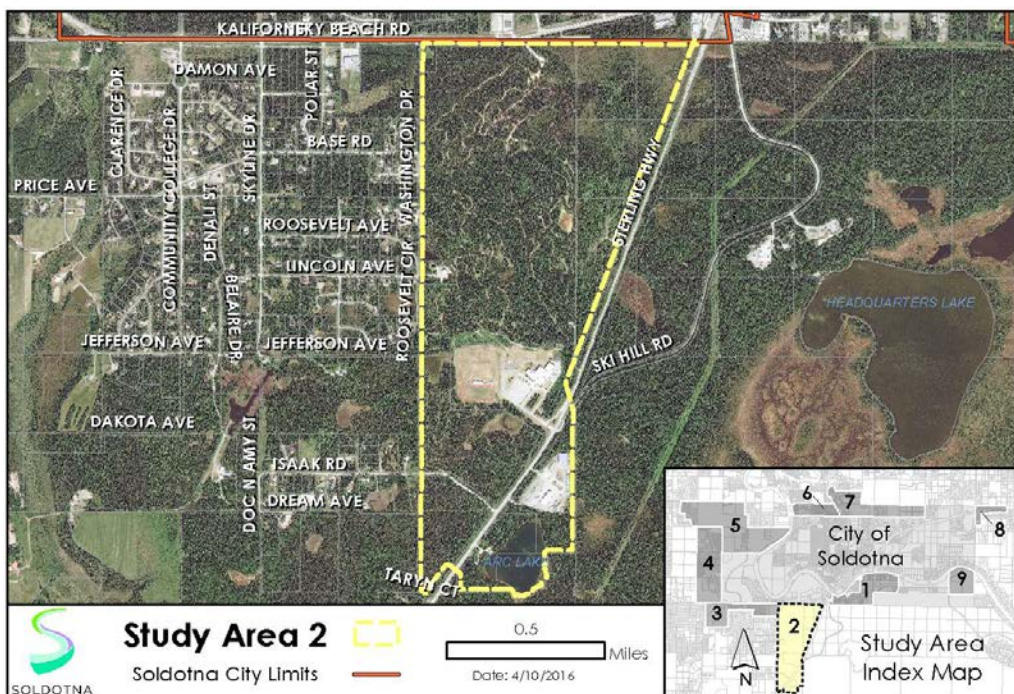 KALIFORNSKY BEACH RD
DAMON AVE
CLARENCE DR
COMMUNITY COLLEGE DR
SKYLINE DR
POLAR ST
WASHINGTON DR
BASE RD
PRICE AVE
DENALI ST
ROOSEVELT AVE
STERLING HWY
LINCOLN AVE
ROOSEVELT CIR
BELAIRE DR
HEADQUARTERS LAKE
JEFFERSON AVE
JEFFERSON AVE
SKI HILL RD
DAKOTA AVE
DOC N AMY ST
ISAAK RD
DREAM AVE
ARC LAKE
TARYN CT
SOLDOTNA
Study Area 2
Soldotna City Limits
0.5
Miles
Date: 4/10/2016
6
7
5
City of
Soldotna
8
4
1
9
3
2
N
Study Area
Index Map